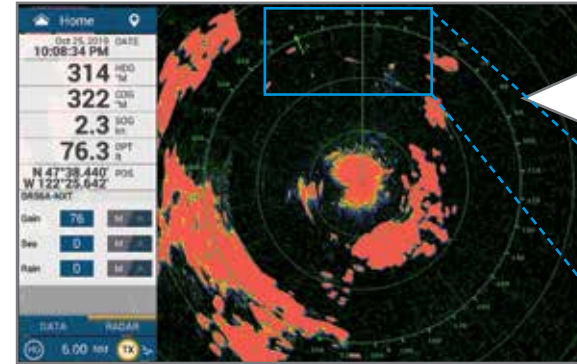 Home
Oct 25, 2019 DATE
10:08:34 PM
314 HDG °M
322 COG °M
2.3 SOG kn
76.3 DPT ft
N 47°38.440' POS
W 122°25.642'
DRS6A-NXT
Gain 76 M A
Sea 0 M A
Rain 0 M A
DATA RADAR
HU 6.00 NM TX